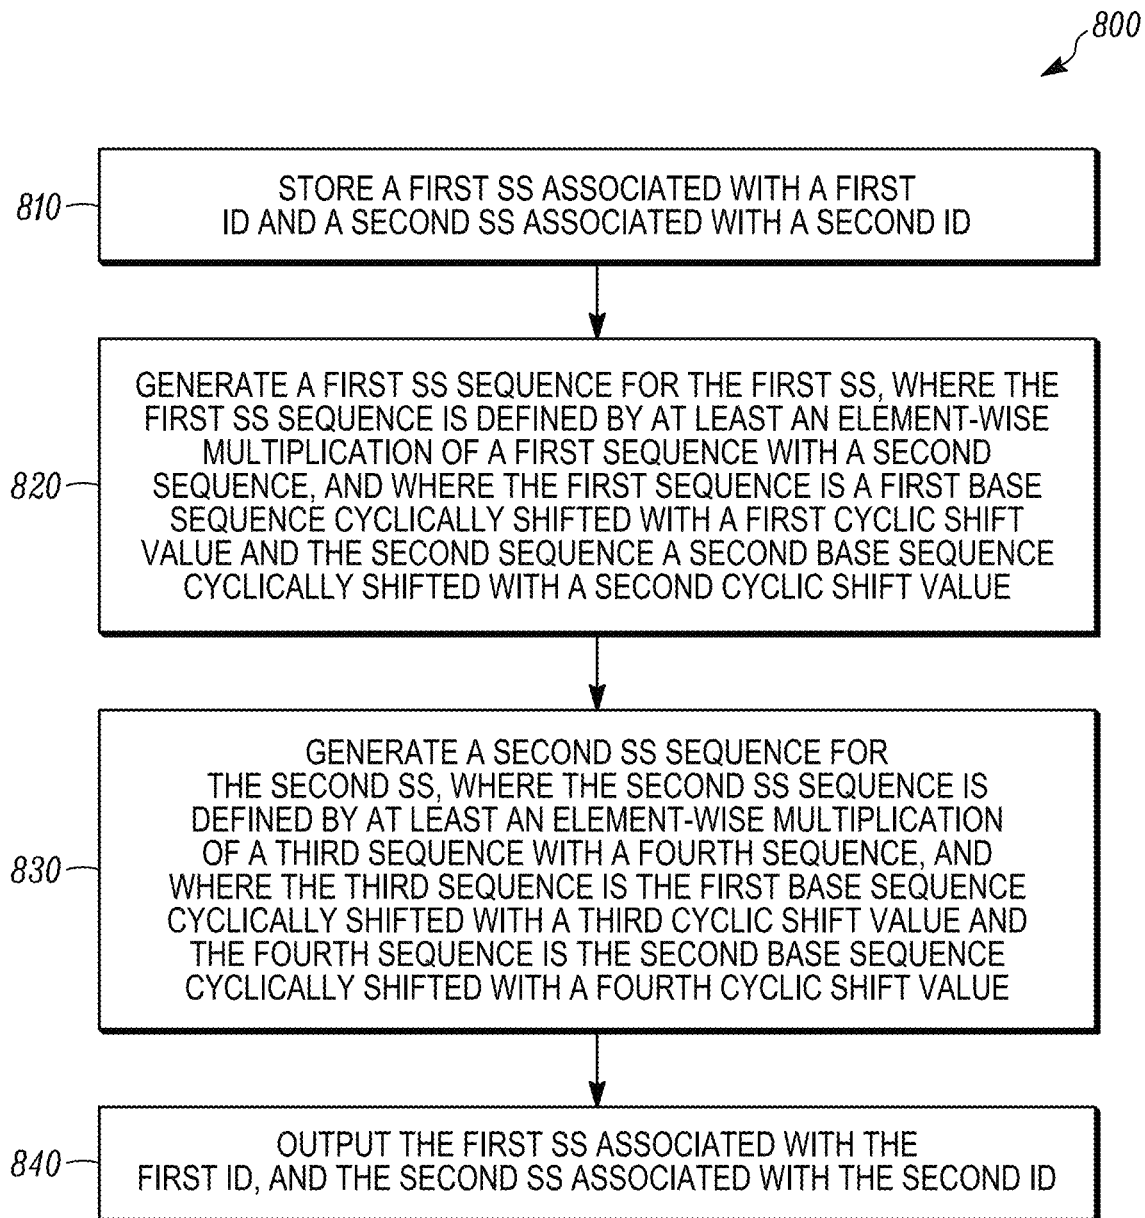 800
810
STORE A FIRST SS ASSOCIATED WITH A FIRST
ID AND A SECOND SS ASSOCIATED WITH A SECOND ID
820
GENERATE A FIRST SS SEQUENCE FOR THE FIRST SS, WHERE THE
FIRST SS SEQUENCE IS DEFINED BY AT LEAST AN ELEMENT-WISE
MULTIPLICATION OF A FIRST SEQUENCE WITH A SECOND
SEQUENCE, AND WHERE THE FIRST SEQUENCE IS A FIRST BASE
SEQUENCE CYCLICALLY SHIFTED WITH A FIRST CYCLIC SHIFT
VALUE AND THE SECOND SEQUENCE A SECOND BASE SEQUENCE
CYCLICALLY SHIFTED WITH A SECOND CYCLIC SHIFT VALUE
830
GENERATE A SECOND SS SEQUENCE FOR
THE SECOND SS, WHERE THE SECOND SS SEQUENCE IS
DEFINED BY AT LEAST AN ELEMENT-WISE MULTIPLICATION
OF A THIRD SEQUENCE WITH A FOURTH SEQUENCE, AND
WHERE THE THIRD SEQUENCE IS THE FIRST BASE SEQUENCE
CYCLICALLY SHIFTED WITH A THIRD CYCLIC SHIFT VALUE AND
THE FOURTH SEQUENCE IS THE SECOND BASE SEQUENCE
CYCLICALLY SHIFTED WITH A FOURTH CYCLIC SHIFT VALUE
840
OUTPUT THE FIRST SS ASSOCIATED WITH THE
FIRST ID, AND THE SECOND SS ASSOCIATED WITH THE SECOND ID